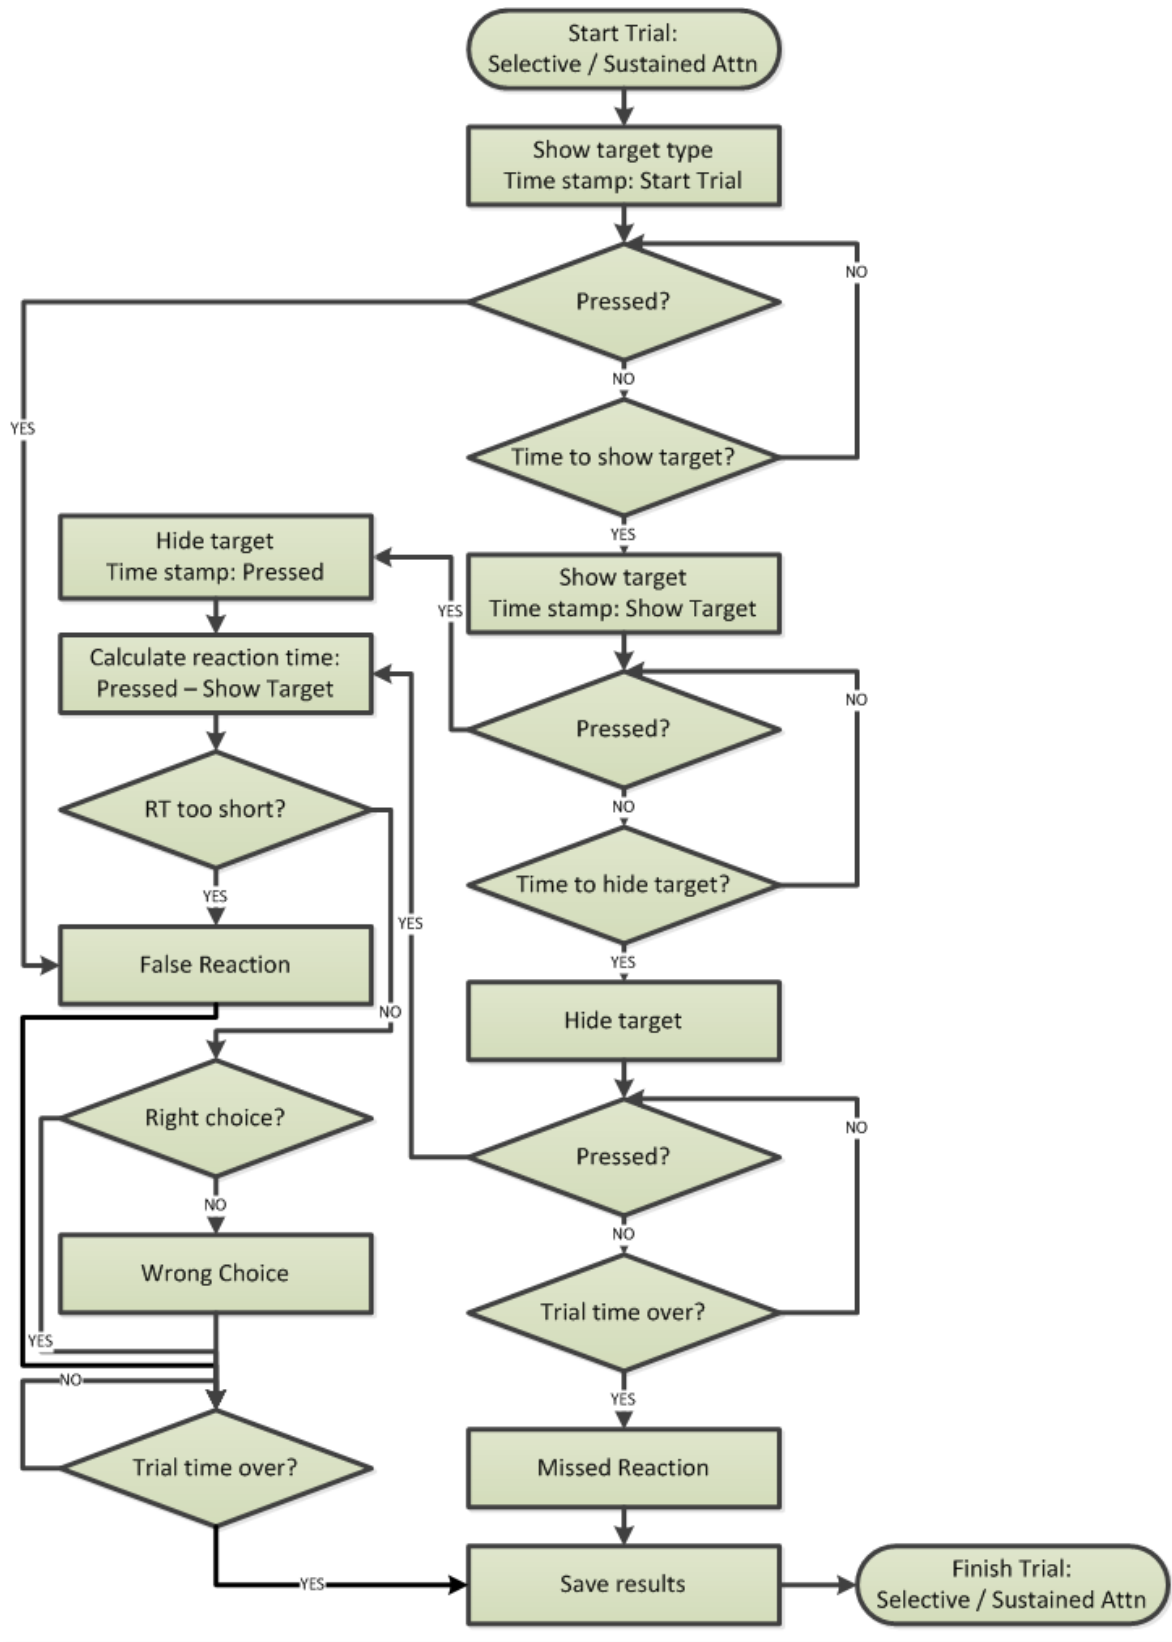 Start Trial:
Selective / Sustained Attn
Show target type
Time stamp: Start Trial
NO
Pressed?
NO
YES
Time to show target?
YES
Hide target
Time stamp: Pressed
Show target
Time stamp: Show Target
YES
Calculate reaction time:
Pressed – Show Target
NO
Pressed?
RT too short?
NO
Time to hide target?
YES
YES
False Reaction
YES
NO
Hide target
Right choice?
NO
Pressed?
NO
NO
Wrong Choice
Trial time over?
YES
NO
YES
Trial time over?
Missed Reaction
YES
Save results
Finish Trial:
Selective / Sustained Attn